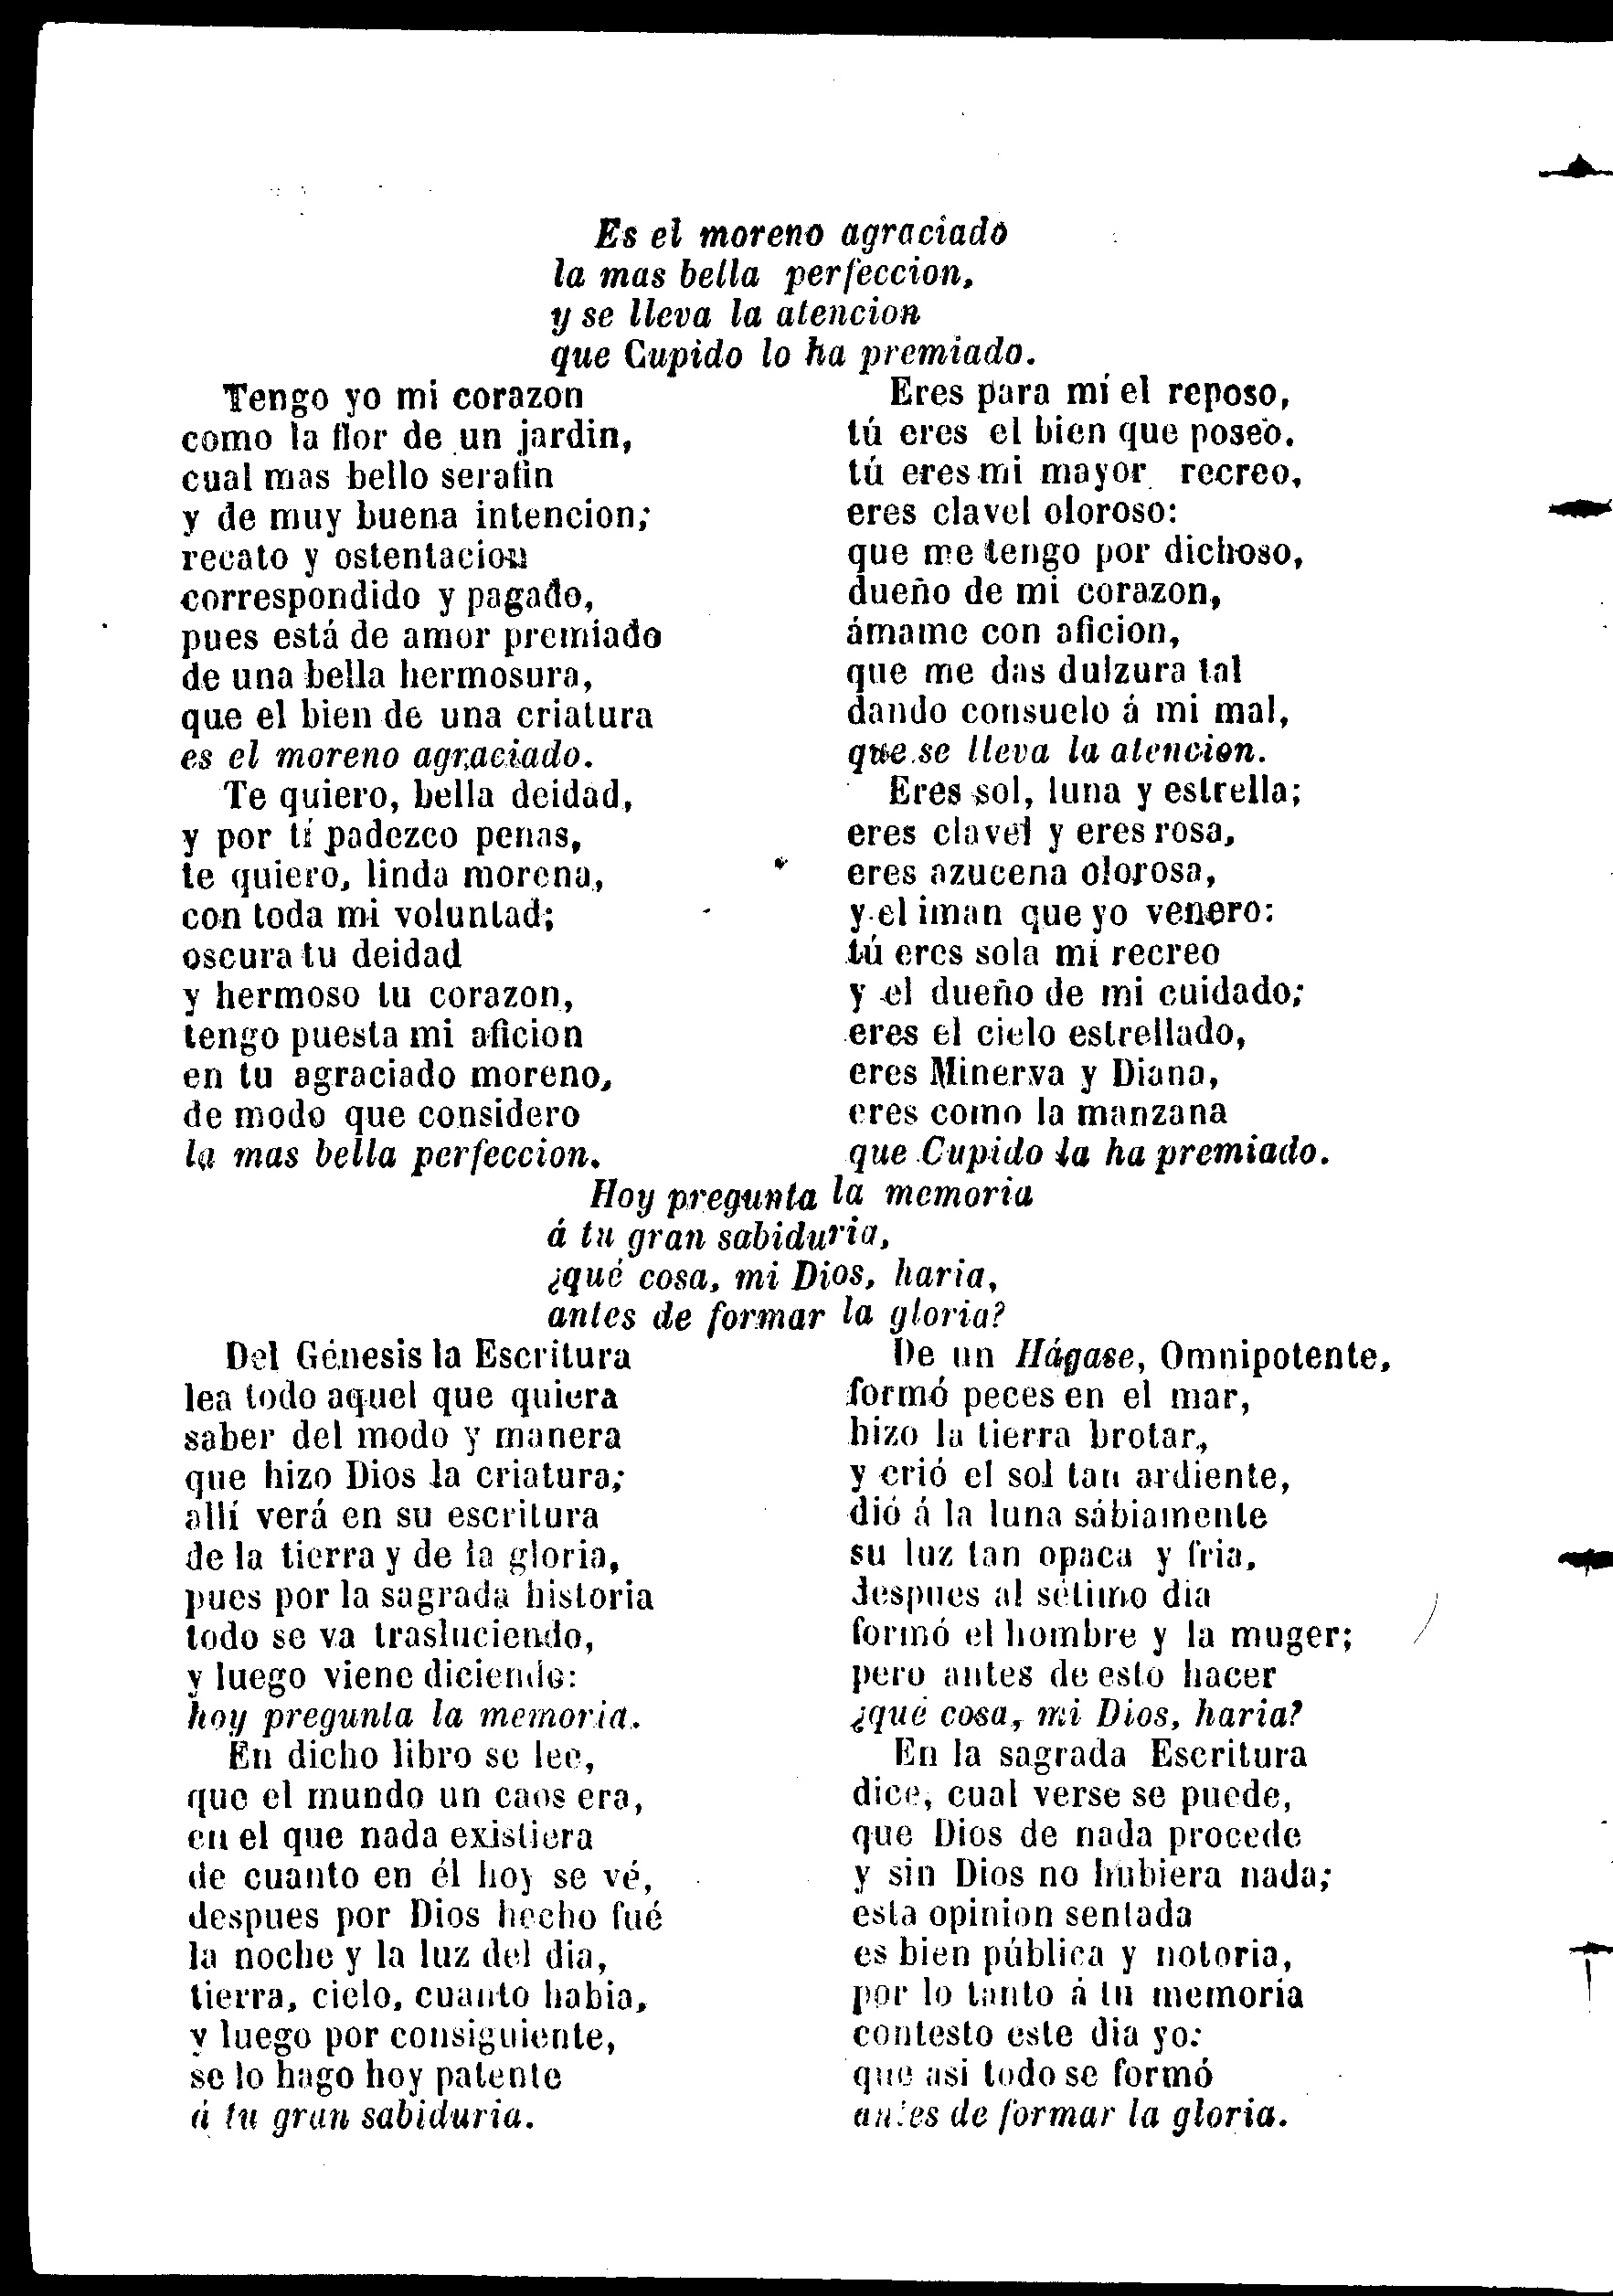 Es el moreno agraciado
la mas bella perfeccion,
y se lleva la atencion
que Cupido lo ha premiado.
Tengo yo mi corazon
como la flor de un jardin,
cual mas bello serafin
y de muy buena intencion;
recato y ostentacion
correspondido y pagado,
pues está de amor premiado
de una bella hermosura,
que el bien de una criatura
es el moreno agraciado.
Te quiero, bella deidad,
y por tí padezco penas,
te quiero, linda morena,
con toda mi voluntad;
oscura tu deidad
y hermoso tu corazon,
tengo puesta mi aficion
en tu agraciado moreno,
de modo que considero
la mas bella perfeccion.
Eres para mí el reposo,
tú eres el bien que poseo.
tú eres mi mayor recreo,
eres clavel oloroso:
que me tengo por dichoso,
dueño de mi corazon,
ámame con aficion,
que me das dulzura tal
dando consuelo á mi mal,
que se lleva la atencion.
Eres sol, luna y estrella;
eres clavel y eres rosa,
eres azucena olorosa,
y el iman que yo venero:
tú eres sola mi recreo
y el dueño de mi cuidado;
eres el cielo estrellado,
eres Minerva y Diana,
eres como la manzana
que Cupido la ha premiado.
Hoy pregunta la memoria
á tu gran sabiduria,
¿qué cosa, mi Dios, haria,
antes de formar la gloria?
Del Génesis la Escritura
lea todo aquel que quiera
saber del modo y manera
que hizo Dios la criatura;
allí verá en su escritura
de la tierra y de la gloria,
pues por la sagrada historia
todo se va trasluciendo,
y luego viene diciendo:
hoy pregunta la memoria.
En dicho libro se lee,
que el mundo un caos era,
en el que nada existiera
de cuanto en él hoy se vé,
despues por Dios hecho fué
la noche y la luz del dia,
tierra, cielo, cuanto habia,
y luego por consiguiente,
se lo hago hoy patente
á tu gran sabiduria.
De un Hágase, Omnipotente,
formó peces en el mar,
hizo la tierra brotar,
y crió el sol tan ardiente,
dió á la luna sábiamente
su luz tan opaca y fria,
despues al sétimo dia
formó el hombre y la muger;
pero antes de esto hacer
¿qué cosa, mi Dios, haria?
En la sagrada Escritura
dice, cual verse se puede,
que Dios de nada procede
y sin Dios no hubiera nada;
esta opinion sentada
es bien pública y notoria,
por lo tanto á tu memoria
contesto este dia yo:
que asi todo se formó
antes de formar la gloria.